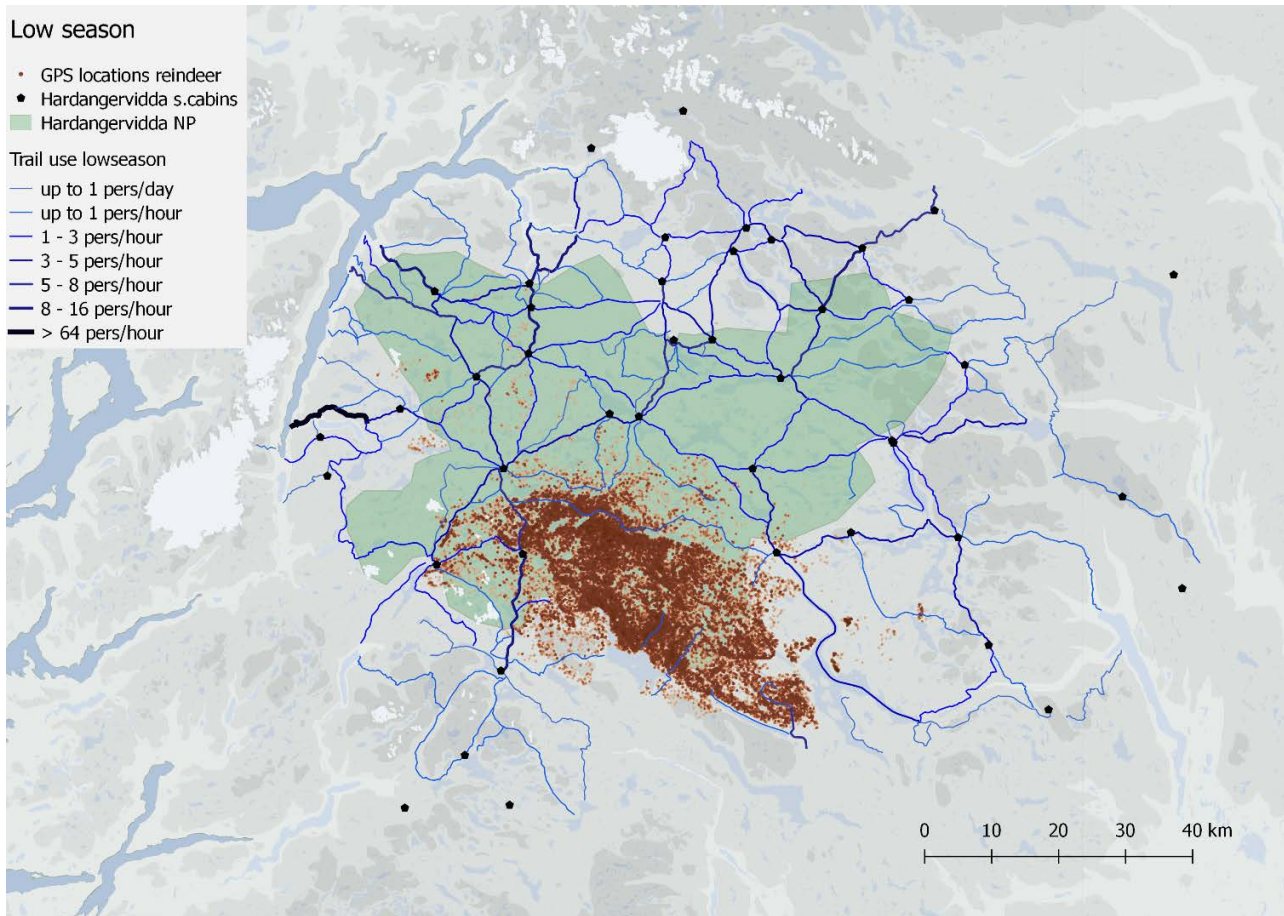 Low season
GPS locations reindeer
Hardangervidda s.cabins
Hardangervidda NP
Trail use lowseason
up to 1 pers/day
up to 1 pers/hour
1 - 3 pers/hour
3 - 5 pers/hour
5 - 8 pers/hour
8 - 16 pers/hour
> 64 pers/hour
0 10 20 30 40 km